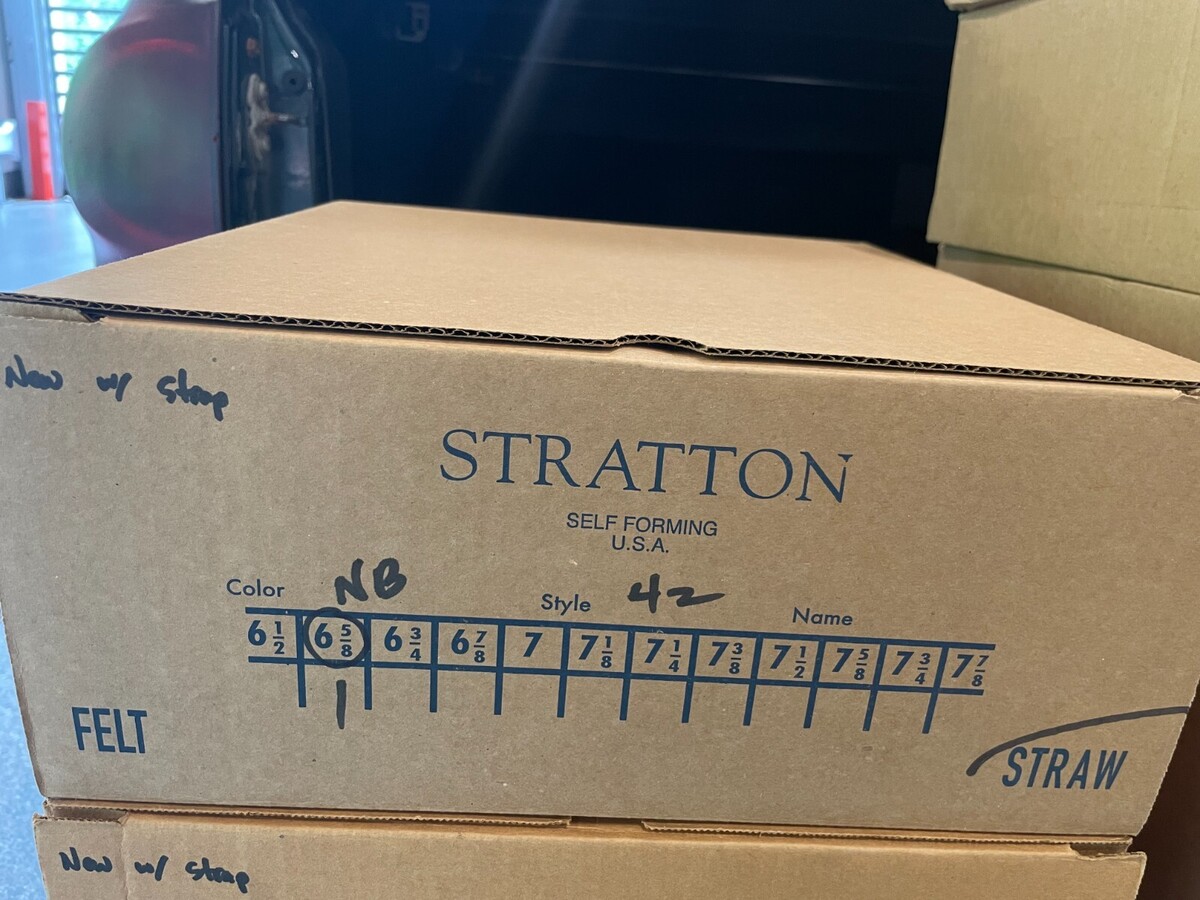 New w/ Strap
STRATTON
SELF FORMING
U.S.A.
Color NB Style 42 Name
6 1/2 6 5/8 6 3/4 6 7/8 7 7 1/8 7 1/4 7 3/8 7 1/2 7 5/8 7 3/4 7 7/8
1
FELT STRAW
New w/ Strap